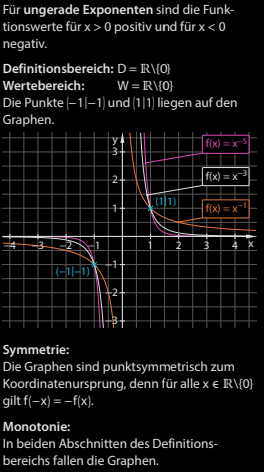 Für ungerade Exponenten sind die Funk-
tionswerte für x > 0 positiv und für x < 0
negativ.
Definitionsbereich: D = ℝ\{0}
Wertebereich: W = ℝ\{0}
Die Punkte (−1|−1) und (1|1) liegen auf den
Graphen.
y
3
f(x) = x⁻⁵
2
f(x) = x⁻³
(1|1)
1
f(x) = x⁻¹
−4 −3 −2 −1 1 2 3 4 x
(−1|−1)
−1
−2
−3
Symmetrie:
Die Graphen sind punktsymmetrisch zum
Koordinatenursprung, denn für alle x ∈ ℝ\{0}
gilt f(−x) = −f(x).
Monotonie:
In beiden Abschnitten des Definitions-
bereichs fallen die Graphen.